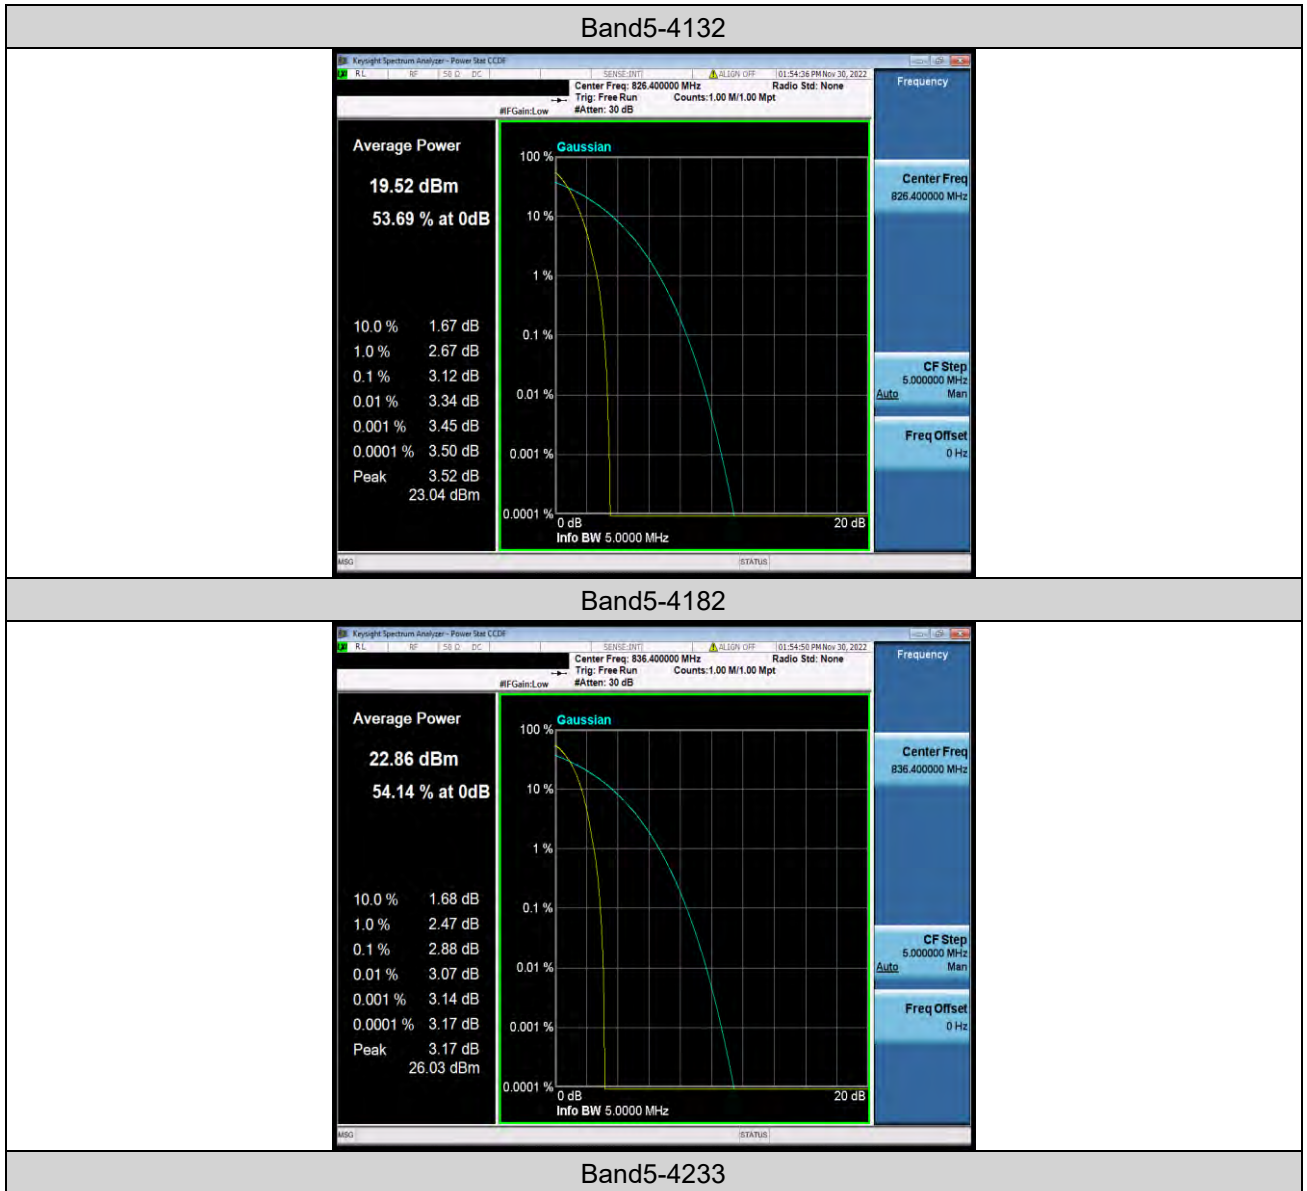 Band5-4132
Keysight Spectrum Analyzer - Power Stat CCDF
RL RF 50 Ω DC SENSE:INT ALIGN OFF 01:54:36 PM Nov 30, 2022
Center Freq: 826.400000 MHz Radio Std: None
Trig: Free Run Counts:1.00 M/1.00 Mpt
#IFGain:Low #Atten: 30 dB
Frequency
Average Power
19.52 dBm
53.69 % at 0dB
10.0 % 1.67 dB
1.0 % 2.67 dB
0.1 % 3.12 dB
0.01 % 3.34 dB
0.001 % 3.45 dB
0.0001 % 3.50 dB
Peak 3.52 dB
23.04 dBm
Gaussian
100 %
10 %
1 %
0.1 %
0.01 %
0.001 %
0.0001 %
0 dB 20 dB
Info BW 5.0000 MHz
Center Freq
826.400000 MHz
CF Step
5.000000 MHz
Auto Man
Freq Offset
0 Hz
MSG STATUS
Band5-4182
Keysight Spectrum Analyzer - Power Stat CCDF
RL RF 50 Ω DC SENSE:INT ALIGN OFF 01:54:50 PM Nov 30, 2022
Center Freq: 836.400000 MHz Radio Std: None
Trig: Free Run Counts:1.00 M/1.00 Mpt
#IFGain:Low #Atten: 30 dB
Frequency
Average Power
22.86 dBm
54.14 % at 0dB
10.0 % 1.68 dB
1.0 % 2.47 dB
0.1 % 2.88 dB
0.01 % 3.07 dB
0.001 % 3.14 dB
0.0001 % 3.17 dB
Peak 3.17 dB
26.03 dBm
Gaussian
100 %
10 %
1 %
0.1 %
0.01 %
0.001 %
0.0001 %
0 dB 20 dB
Info BW 5.0000 MHz
Center Freq
836.400000 MHz
CF Step
5.000000 MHz
Auto Man
Freq Offset
0 Hz
MSG STATUS
Band5-4233